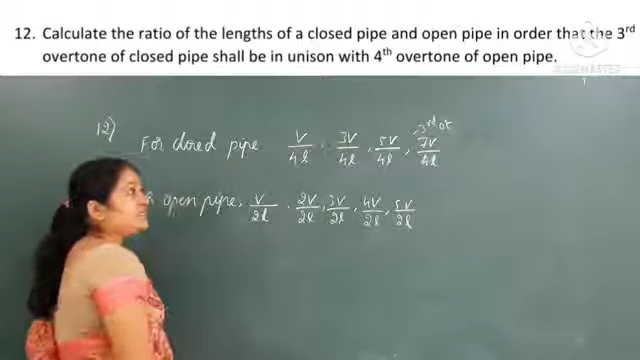 12. Calculate the ratio of the lengths of a closed pipe and open pipe in order that the 3rd
overtone of closed pipe shall be in unison with 4th overtone of open pipe.
12)
3rd ot
For closed pipe V/4l , 3V/4l , 5V/4l , 7V/4l
open pipe, V/2l , 2V/2l , 3V/2l , 4V/2l , 5V/2l